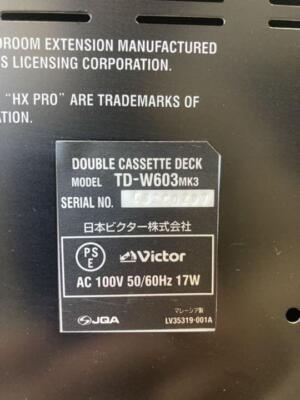 DROOM EXTENSION MANUFACTURED
S LICENSING CORPORATION.
"HX PRO" ARE TRADEMARKS OF
ATION.
DOUBLE CASSETTE DECK
MODEL TD-W603MK3
SERIAL NO.
日本ビクター株式会社
PS
E
Victor
AC 100V 50/60Hz 17W
JQA
マレーシア製
LV35319-001A